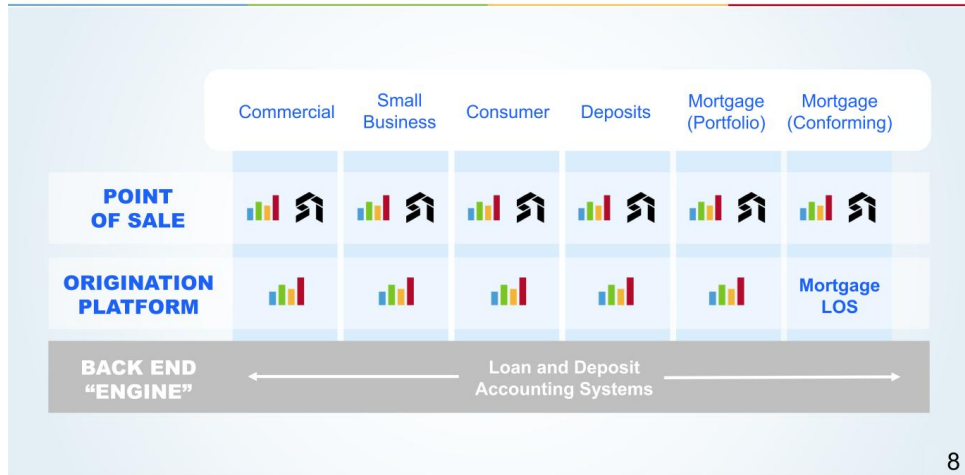 Commercial
Small
Business
Consumer
Deposits
Mortgage
(Portfolio)
Mortgage
(Conforming)
POINT
OF SALE
ORIGINATION
PLATFORM
Mortgage
LOS
BACK END
“ENGINE”
Loan and Deposit
Accounting Systems
8